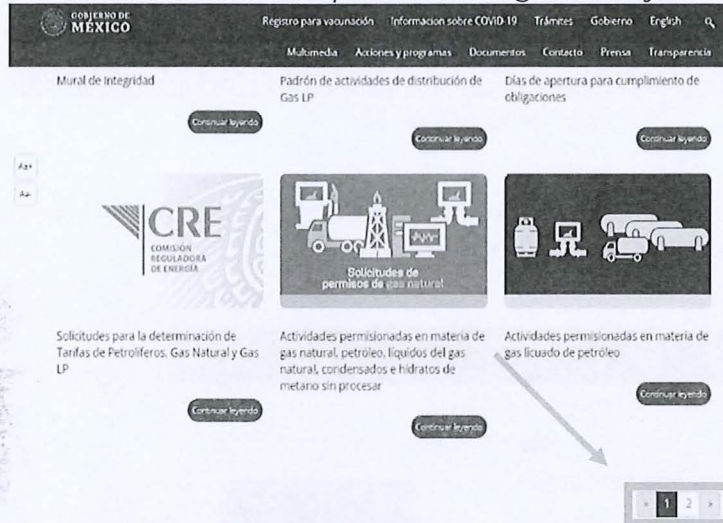 GOBIERNO DE
MÉXICO
Registro para vacunación Informacion sobre COVID-19 Trámites Gobierno English
Multimedia Acciones y programas Documentos Contacto Prensa Transparencia
Mural de Integridad
Continuar leyendo
Padrón de actividades de distribución de
Gas LP
Continuar leyendo
Días de apertura para cumplimiento de
obligaciones
Continuar leyendo
Aa+
Aa-
CRE
COMISIÓN
REGULADORA
DE ENERGÍA
Solicitudes para la determinación de
Tarifas de Petrolíferos, Gas Natural y Gas
LP
Continuar leyendo
Solicitudes de
permisos de gas natural
Actividades permisionadas en materia de
gas natural, petróleo, líquidos del gas
natural, condensados e hidratos de
metano sin procesar
Continuar leyendo
Actividades permisionadas en materia de
gas licuado de petróleo
Continuar leyendo
« 1 2 »